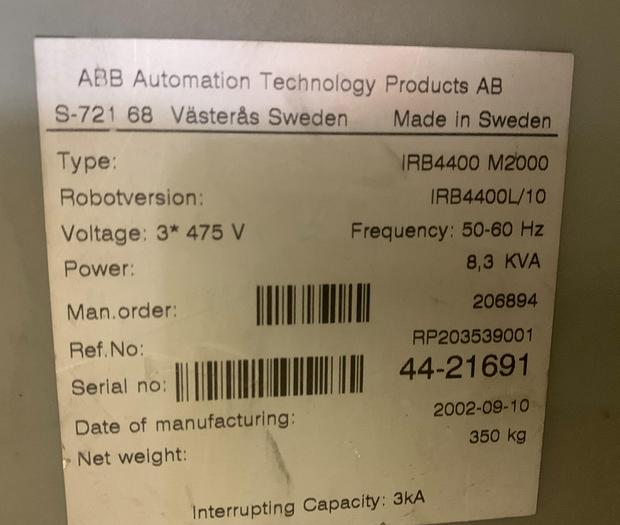 ABB Automation Technology Products AB
S-721 68 Västerås Sweden Made in Sweden
Type: IRB4400 M2000
Robotversion: IRB4400L/10
Voltage: 3* 475 V Frequency: 50-60 Hz
Power: 8,3 KVA
Man.order: 206894
Ref.No: RP203539001
Serial no: 44-21691
Date of manufacturing: 2002-09-10
Net weight: 350 kg
Interrupting Capacity: 3kA